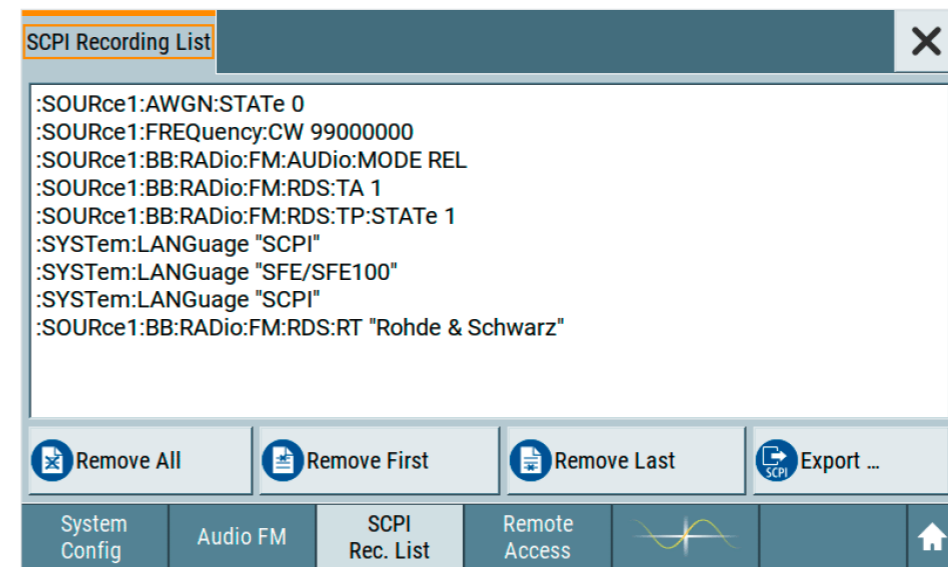 SCPI Recording List
:SOURce1:AWGN:STATe 0
:SOURce1:FREQuency:CW 99000000
:SOURce1:BB:RADio:FM:AUDio:MODE REL
:SOURce1:BB:RADio:FM:RDS:TA 1
:SOURce1:BB:RADio:FM:RDS:TP:STATe 1
:SYSTem:LANGuage "SCPI"
:SYSTem:LANGuage "SFE/SFE100"
:SYSTem:LANGuage "SCPI"
:SOURce1:BB:RADio:FM:RDS:RT "Rohde & Schwarz"
Remove All
Remove First
Remove Last
SCPI
Export ...
System
Config
Audio FM
SCPI
Rec. List
Remote
Access